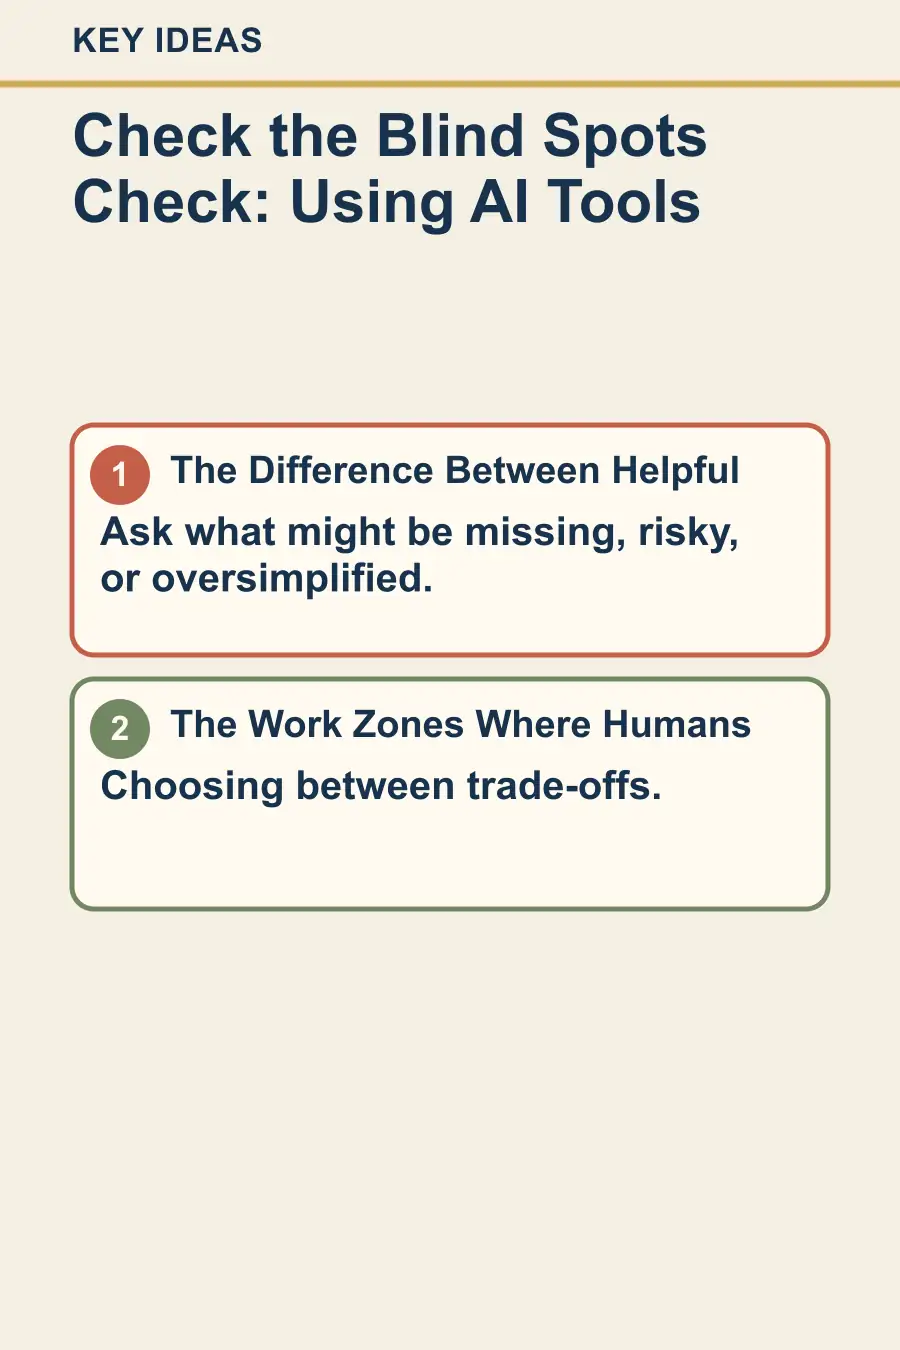 KEY IDEAS
Check the Blind Spots
Check: Using AI Tools
1
The Difference Between Helpful
Ask what might be missing, risky,
or oversimplified.
2
The Work Zones Where Humans
Choosing between trade-offs.